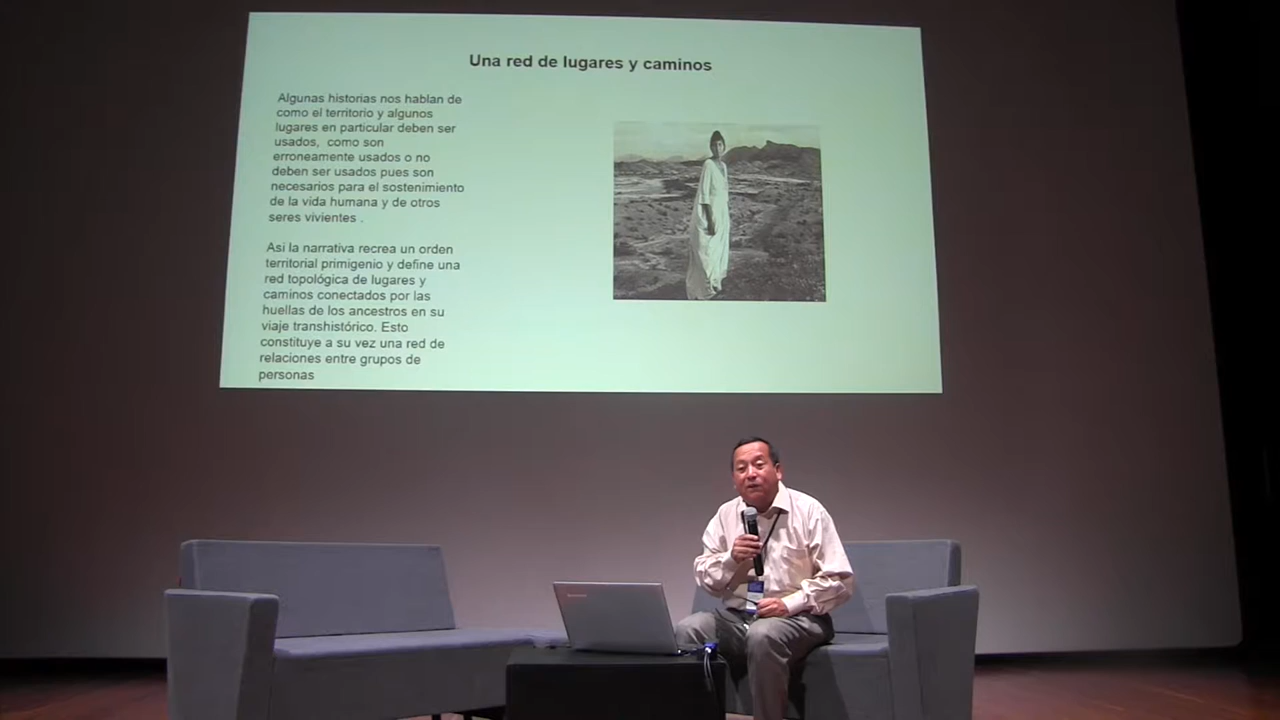 Una red de lugares y caminos
Algunas historias nos hablan de
como el territorio y algunos
lugares en particular deben ser
usados, como son
erroneamente usados o no
deben ser usados pues son
necesarios para el sostenimiento
de la vida humana y de otros
seres vivientes .
Asi la narrativa recrea un orden
territorial primigenio y define una
red topológica de lugares y
caminos conectados por las
huellas de los ancestros en su
viaje transhistórico. Esto
constituye a su vez una red de
relaciones entre grupos de
personas